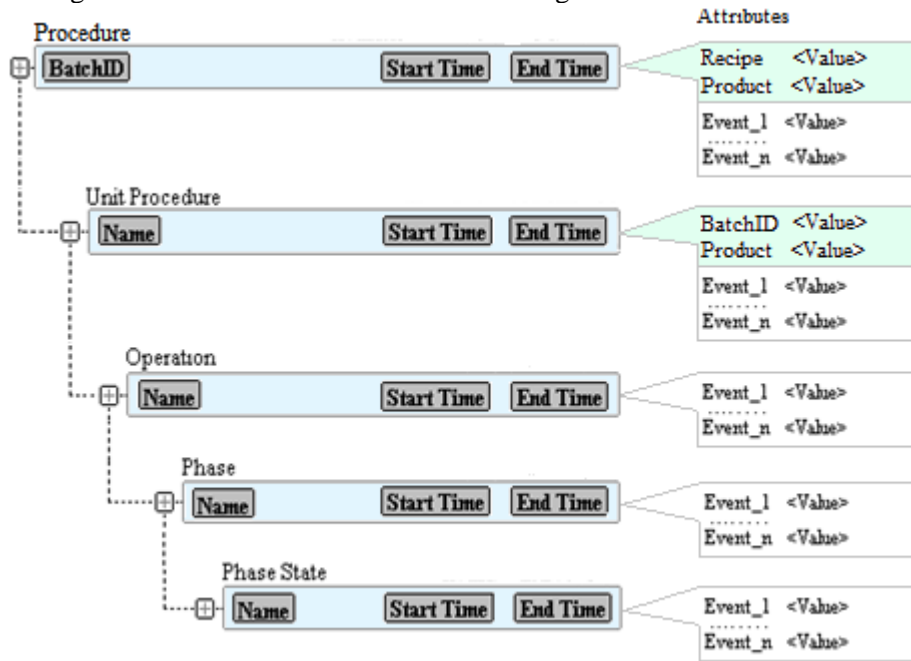 Attributes
Procedure
BatchID Start Time End Time
Recipe <Value>
Product <Value>
Event_1 <Value>
Event_n <Value>
Unit Procedure
Name Start Time End Time
BatchID <Value>
Product <Value>
Event_1 <Value>
Event_n <Value>
Operation
Name Start Time End Time
Event_1 <Value>
Event_n <Value>
Phase
Name Start Time End Time
Event_1 <Value>
Event_n <Value>
Phase State
Name Start Time End Time
Event_1 <Value>
Event_n <Value>